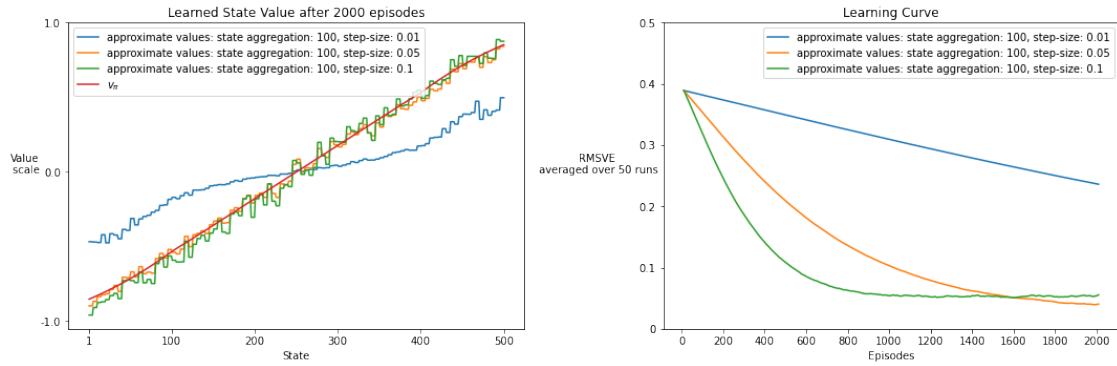 Learned State Value after 2000 episodes
1.0
approximate values: state aggregation: 100, step-size: 0.01
approximate values: state aggregation: 100, step-size: 0.05
approximate values: state aggregation: 100, step-size: 0.1
vπ
Value
scale
0.0
-1.0
1
100
200
300
400
500
State
Learning Curve
0.5
approximate values: state aggregation: 100, step-size: 0.01
approximate values: state aggregation: 100, step-size: 0.05
approximate values: state aggregation: 100, step-size: 0.1
0.4
0.3
RMSVE
averaged over 50 runs
0.2
0.1
0
0 200 400 600 800 1000 1200 1400 1600 1800 2000
Episodes